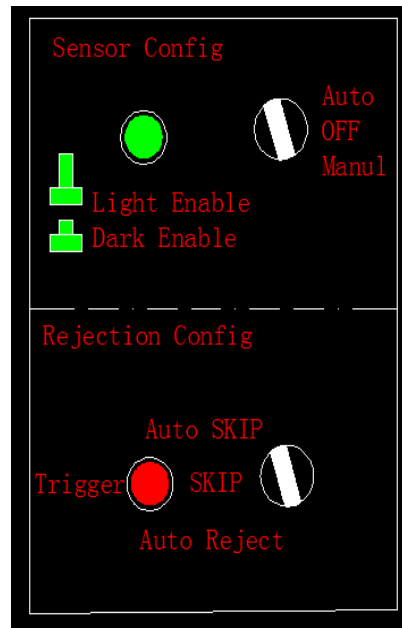 Sensor Config
Auto
OFF
Manul
Light Enable
Dark Enable
Rejection Config
Auto SKIP
Trigger SKIP
Auto Reject